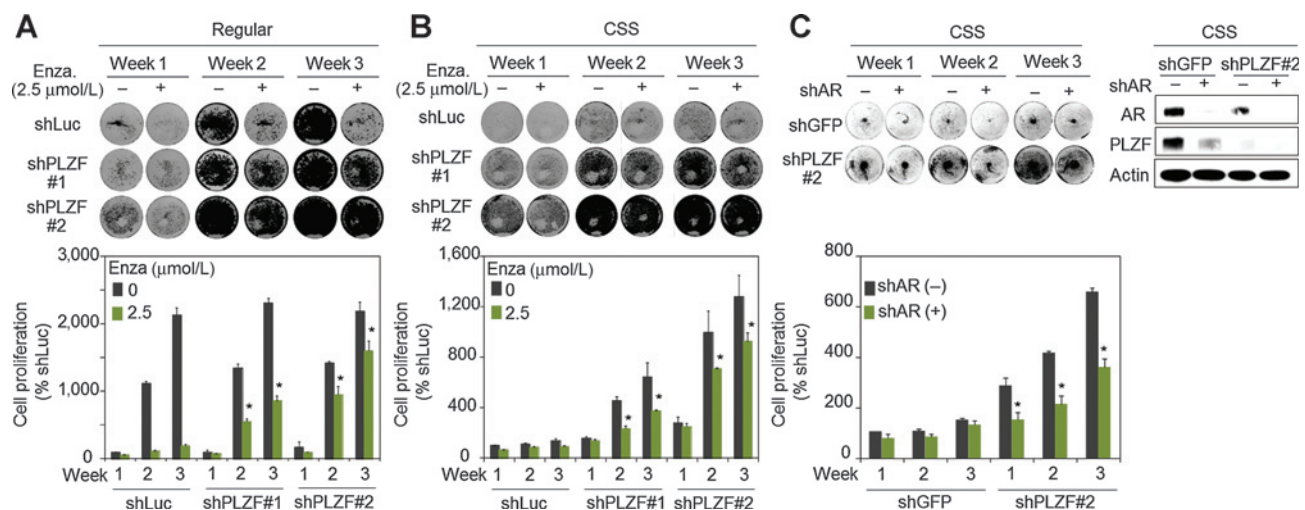 A
Regular
Week 1 Week 2 Week 3
Enza.
(2.5 μmol/L) – + – + – +
shLuc
shPLZF
#1
shPLZF
#2
Cell proliferation
(% shLuc)
3,000
2,000
1,000
0
Enza (μmol/L)
0
2.5
* * * *
Week 1 2 3 1 2 3 1 2 3
shLuc shPLZF#1 shPLZF#2
B
CSS
Week 1 Week 2 Week 3
Enza.
(2.5 μmol/L) – + – + – +
shLuc
shPLZF
#1
shPLZF
#2
Cell proliferation
(% shLuc)
1,600
1,200
800
400
0
Enza (μmol/L)
0
2.5
* * * *
Week 1 2 3 1 2 3 1 2 3
shLuc shPLZF#1 shPLZF#2
C
CSS
Week 1 Week 2 Week 3
shAR – + – + – +
shGFP
shPLZF
#2
CSS
shGFP shPLZF#2
shAR – + – +
AR
PLZF
Actin
Cell proliferation
(% shLuc)
800
600
400
200
0
shAR (–)
shAR (+)
* * *
Week 1 2 3 1 2 3
shGFP shPLZF#2